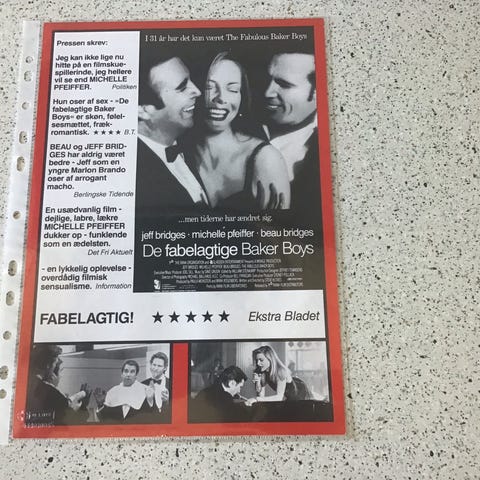 Pressen skrev:
Jeg kan ikke lige nu
hitte på en filmskue-
spillerinde, jeg hellere
vil se end MICHELLE
PFEIFFER. Politiken
Hun oser af sex - »De
fabelagtige Baker
Boys« er skøn, følel-
sesmættet, fræk-
romantisk. ★★★★ B.T.
BEAU og JEFF BRID-
GES har aldrig været
bedre - Jeff som en
yngre Marlon Brando
oser af arrogant
macho.
Berlingske Tidende
En usædvanlig film -
dejlige, labre, lækre
MICHELLE PFEIFFER
dukker op - funklende
som en ædelsten.
Det Fri Aktuelt
- en lykkelig oplevelse -
overdådig filmisk
sensualisme. Information
I 31 år har det kun været The Fabulous Baker Boys
...men tiderne har ændret sig.
jeff bridges · michelle pfeiffer · beau bridges
De fabelagtige Baker Boys
FABELAGTIG! ★★★★★ Ekstra Bladet